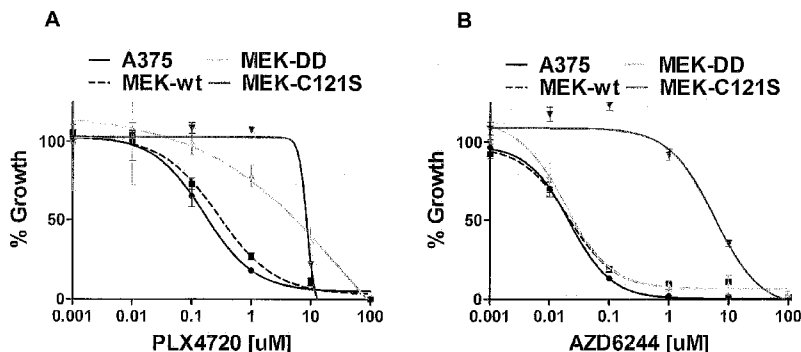 A
A375
MEK-DD
MEK-wt
MEK-C121S
% Growth
100
50
0
0.001 0.01 0.1 1 10 100
PLX4720 [uM]
B
A375
MEK-DD
MEK-wt
MEK-C121S
% Growth
100
50
0
0.001 0.01 0.1 1 10 100
AZD6244 [uM]